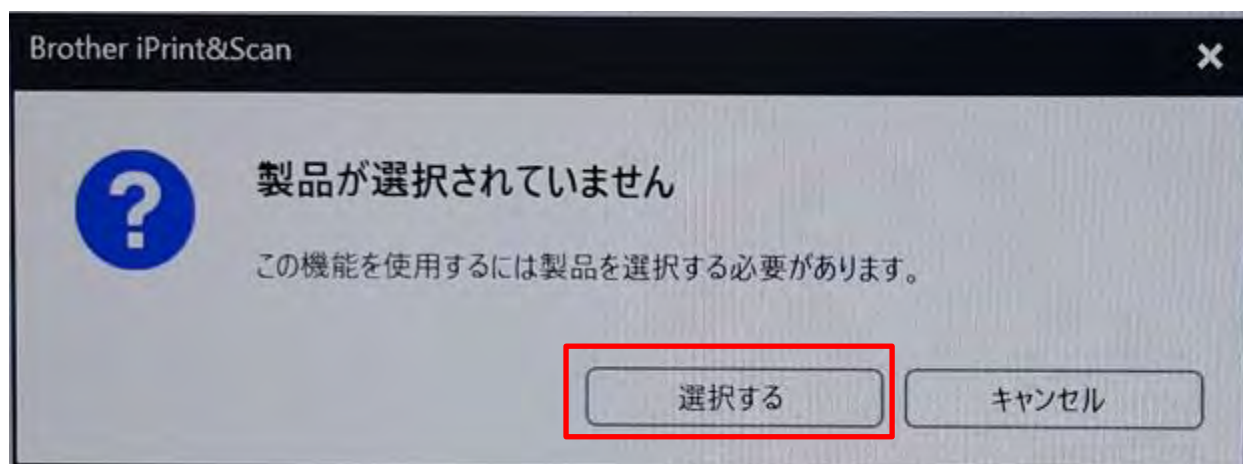 Brother iPrint&Scan
製品が選択されていません
この機能を使用するには製品を選択する必要があります。
選択する
キャンセル